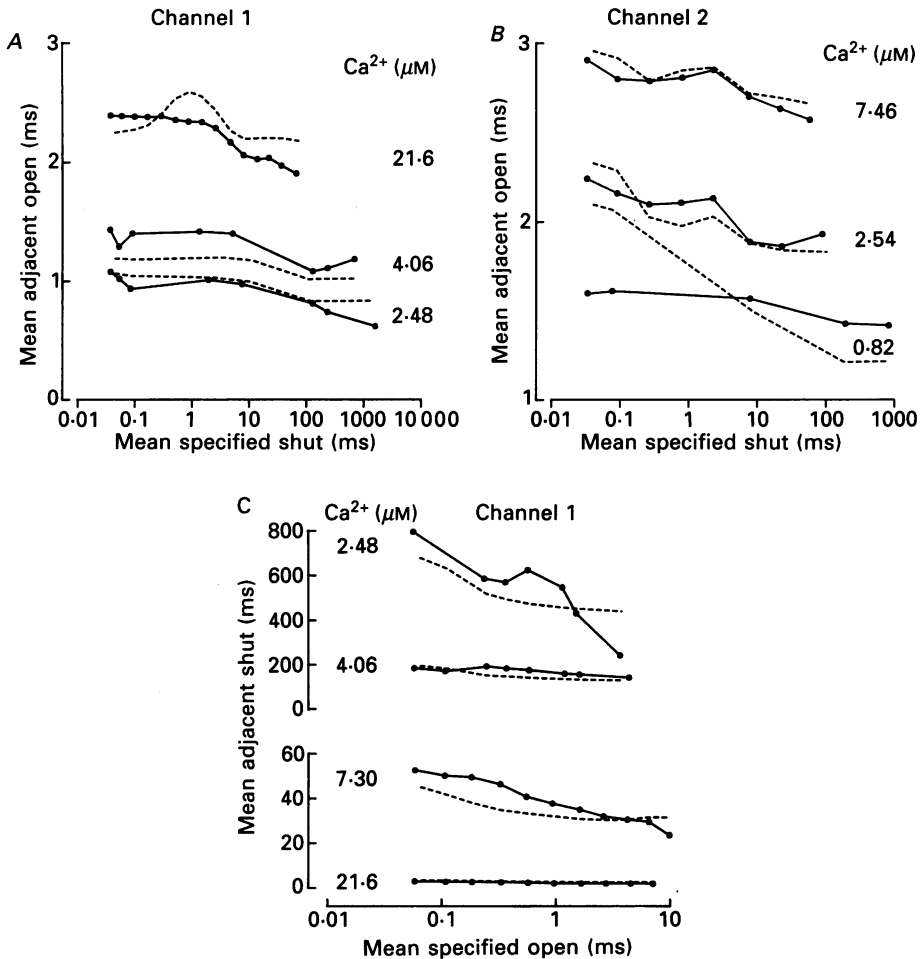 Channel 1
A
3
2
1
0
Mean adjacent open (ms)
Ca²⁺ (μM)
21·6
4·06
2·48
0·01 0·1 1 10 100 1000 10 000
Mean specified shut (ms)
Channel 2
B
3
2
1
Mean adjacent open (ms)
Ca²⁺ (μM)
7·46
2·54
0·82
0·01 0·1 1 10 100 1000
Mean specified shut (ms)
C
Ca²⁺ (μM)
Channel 1
800
600
400
200
0
60
40
20
0
Mean adjacent shut (ms)
2·48
4·06
7·30
21·6
0·01 0·1 1 10
Mean specified open (ms)